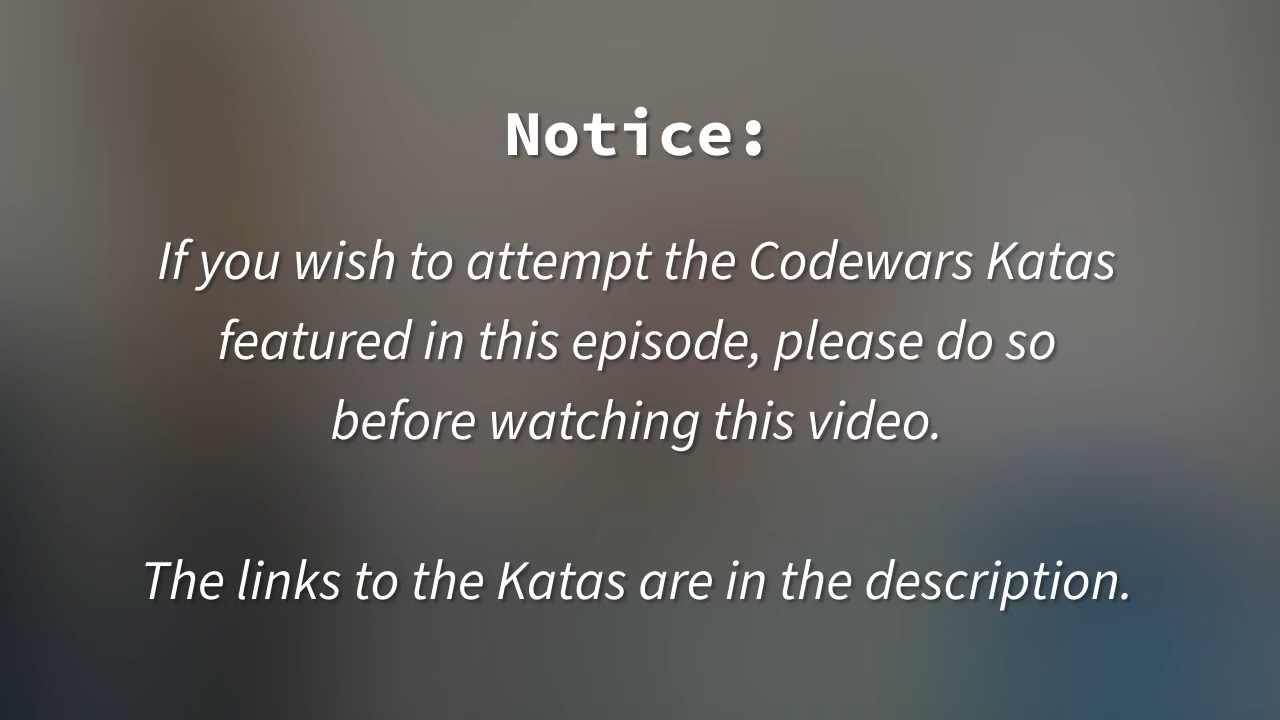 Notice:
If you wish to attempt the Codewars Katas
featured in this episode, please do so
before watching this video.
The links to the Katas are in the description.